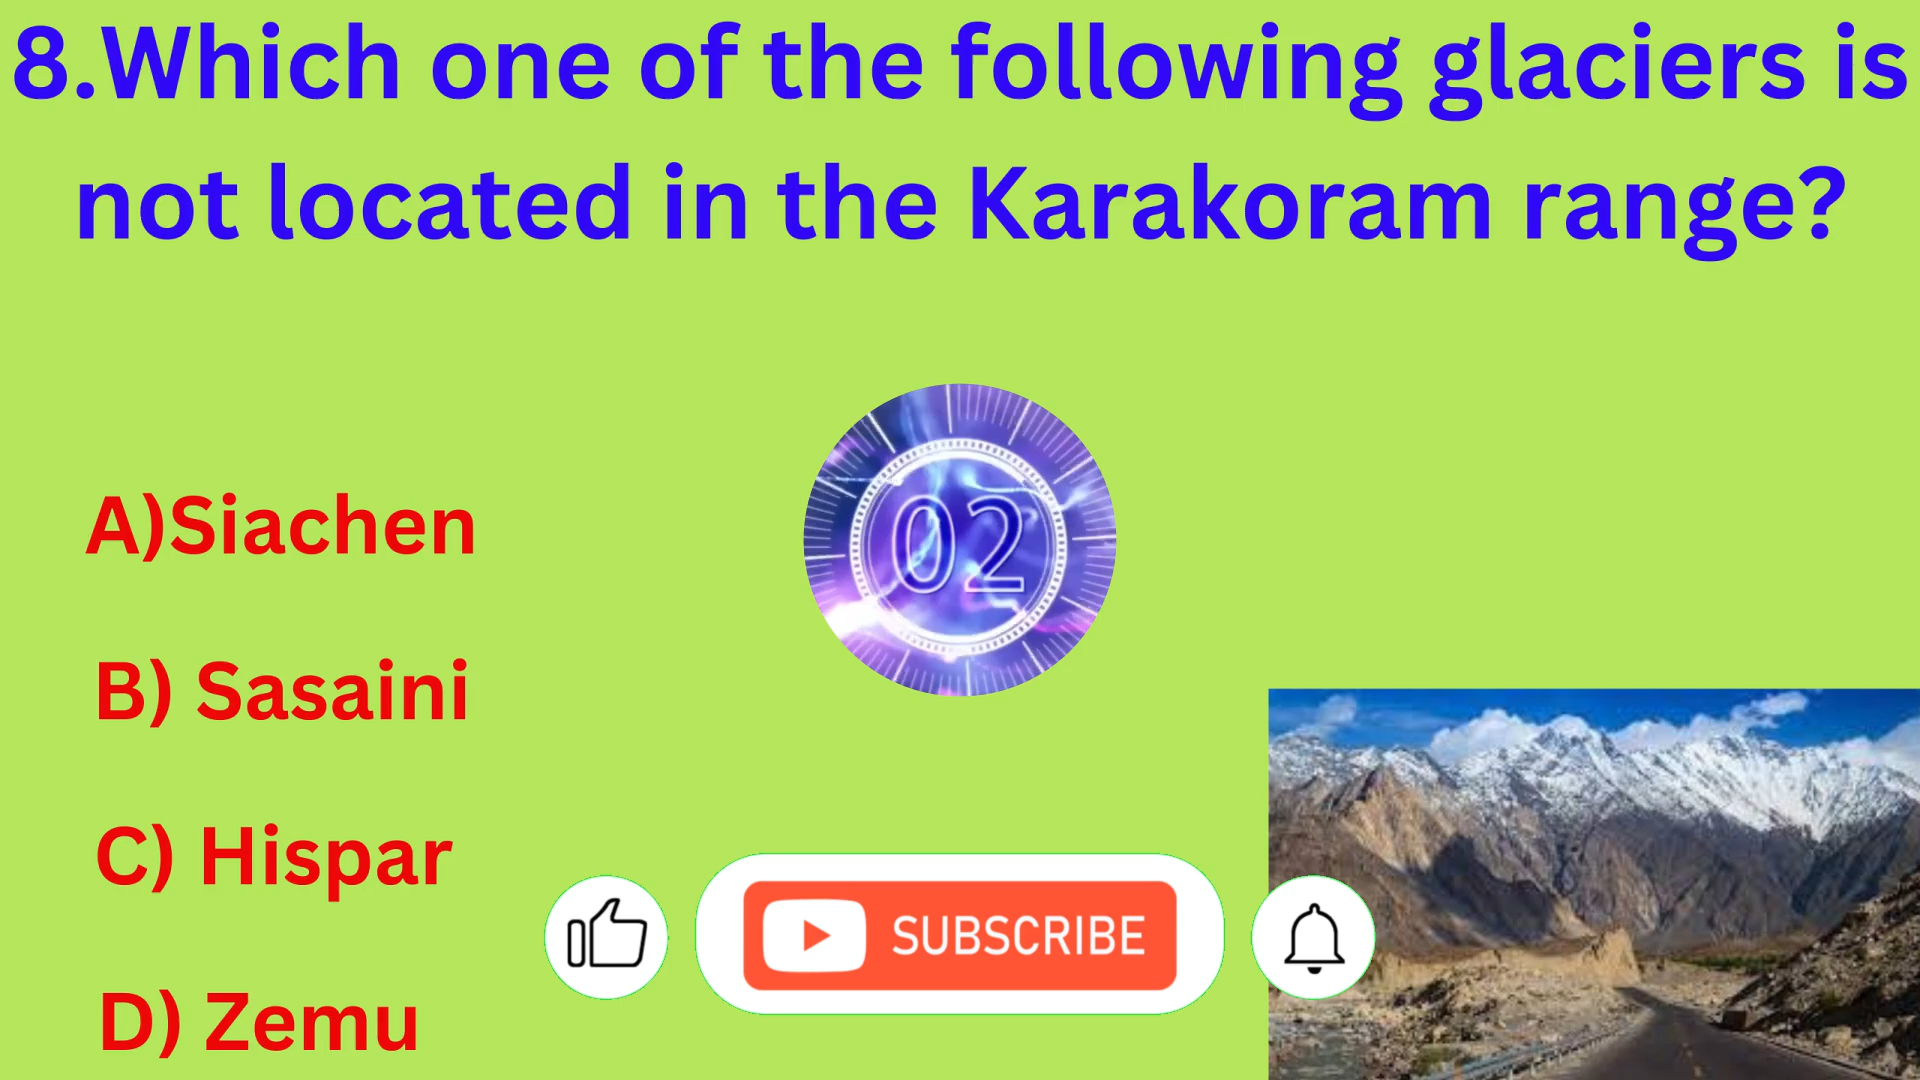 8.Which one of the following glaciers is
not located in the Karakoram range?
02
A)Siachen
B) Sasaini
C) Hispar
D) Zemu
SUBSCRIBE